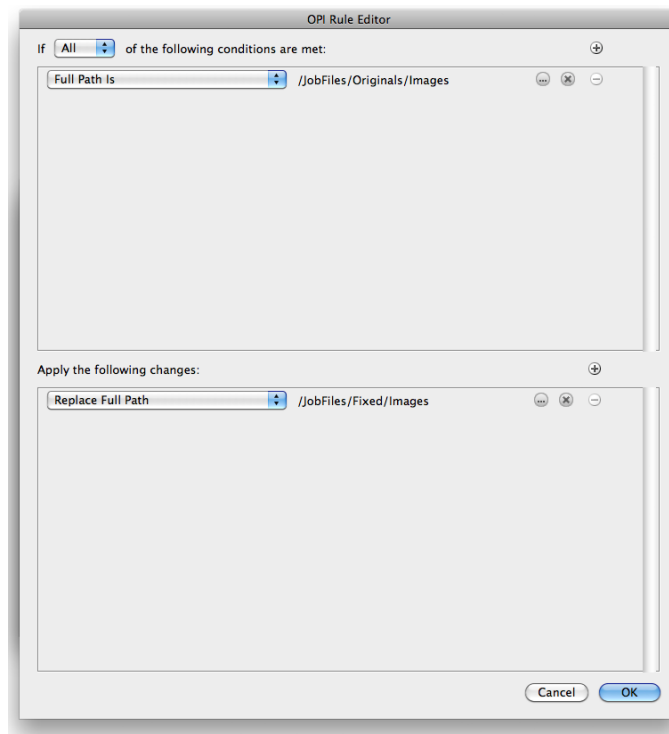 OPI Rule Editor
If All of the following conditions are met:
Full Path Is /JobFiles/Originals/Images
Apply the following changes:
Replace Full Path /JobFiles/Fixed/Images
Cancel OK